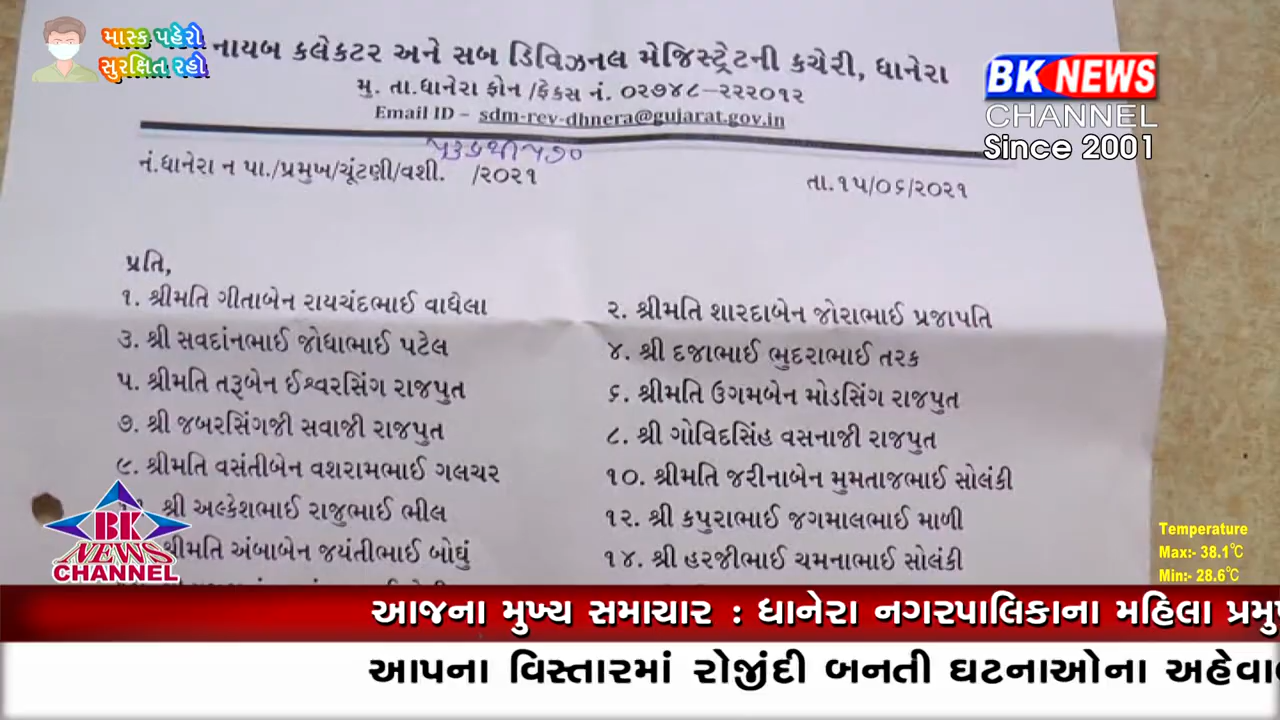 માસ્ક પહેરો
સુરક્ષિત રહો
નાયબ કલેકટર અને સબ ડિવિઝનલ મેજિસ્ટ્રેટની કચેરી, ધાનેરા
મુ. તા.ધાનેરા ફોન /ફેકસ નં. ૦૨૭૪૮-૨૨૨૦૧૨
Email ID – sdm-rev-dhnera@gujarat.gov.in
BK NEWS
CHANNEL
Since 2001
નં.ધાનેરા ન પા./પ્રમુખ/ચૂંટણી/વશી. /૨૦૨૧
તા.૧૫/૦૬/૨૦૨૧
પ્રતિ,
૧. શ્રીમતિ ગીતાબેન રાયચંદભાઈ વાઘેલા
૨. શ્રીમતિ શારદાબેન જોરાભાઈ પ્રજાપતિ
૩. શ્રી સવદાંનભાઈ જોધાભાઈ પટેલ
૪. શ્રી દજાભાઈ ભુદરાભાઈ તરક
૫. શ્રીમતિ તરૂબેન ઈશ્વરસિંગ રાજપુત
૬. શ્રીમતિ ઉગમબેન મોડસિંગ રાજપુત
૭. શ્રી જબરસિંગજી સવાજી રાજપુત
૮. શ્રી ગોવિદસિંહ વસનાજી રાજપુત
૯. શ્રીમતિ વસંતીબેન વશરામભાઈ ગલચર
૧૦. શ્રીમતિ જરીનાબેન મુમતાજભાઈ સોલંકી
શ્રી અલ્કેશભાઈ રાજુભાઈ ભીલ
૧૨. શ્રી કપુરાભાઈ જગમાલભાઈ માળી
શ્રીમતિ અંબાબેન જયંતીભાઈ બોઘું
૧૪. શ્રી હરજીભાઈ ચમનાભાઈ સોલંકી
BK
NEWS
CHANNEL
Temperature
Max:- 38.1℃
Min:- 28.6℃
આજના મુખ્ય સમાચાર : ધાનેરા નગરપાલિકાના મહિલા પ્રમુ
આપના વિસ્તારમાં રોજીંદી બનતી ઘટનાઓના અહેવા